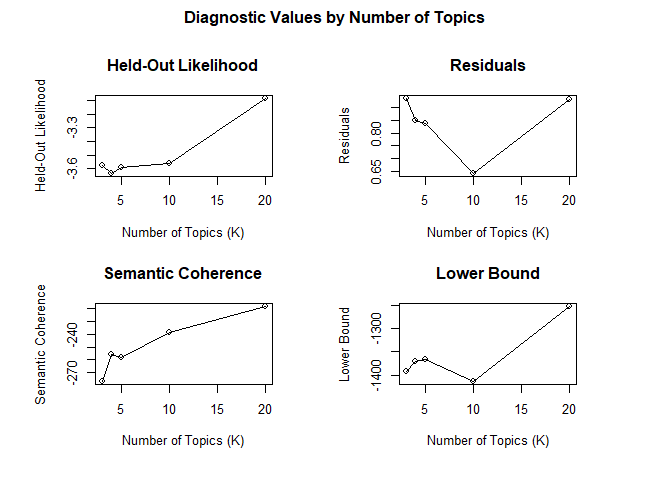 Diagnostic Values by Number of Topics
Held-Out Likelihood
Held-Out Likelihood
-3.3
-3.6
5 10 15 20
Number of Topics (K)
Residuals
Residuals
0.80
0.65
5 10 15 20
Number of Topics (K)
Semantic Coherence
Semantic Coherence
-240
-270
5 10 15 20
Number of Topics (K)
Lower Bound
Lower Bound
-1300
-1400
5 10 15 20
Number of Topics (K)